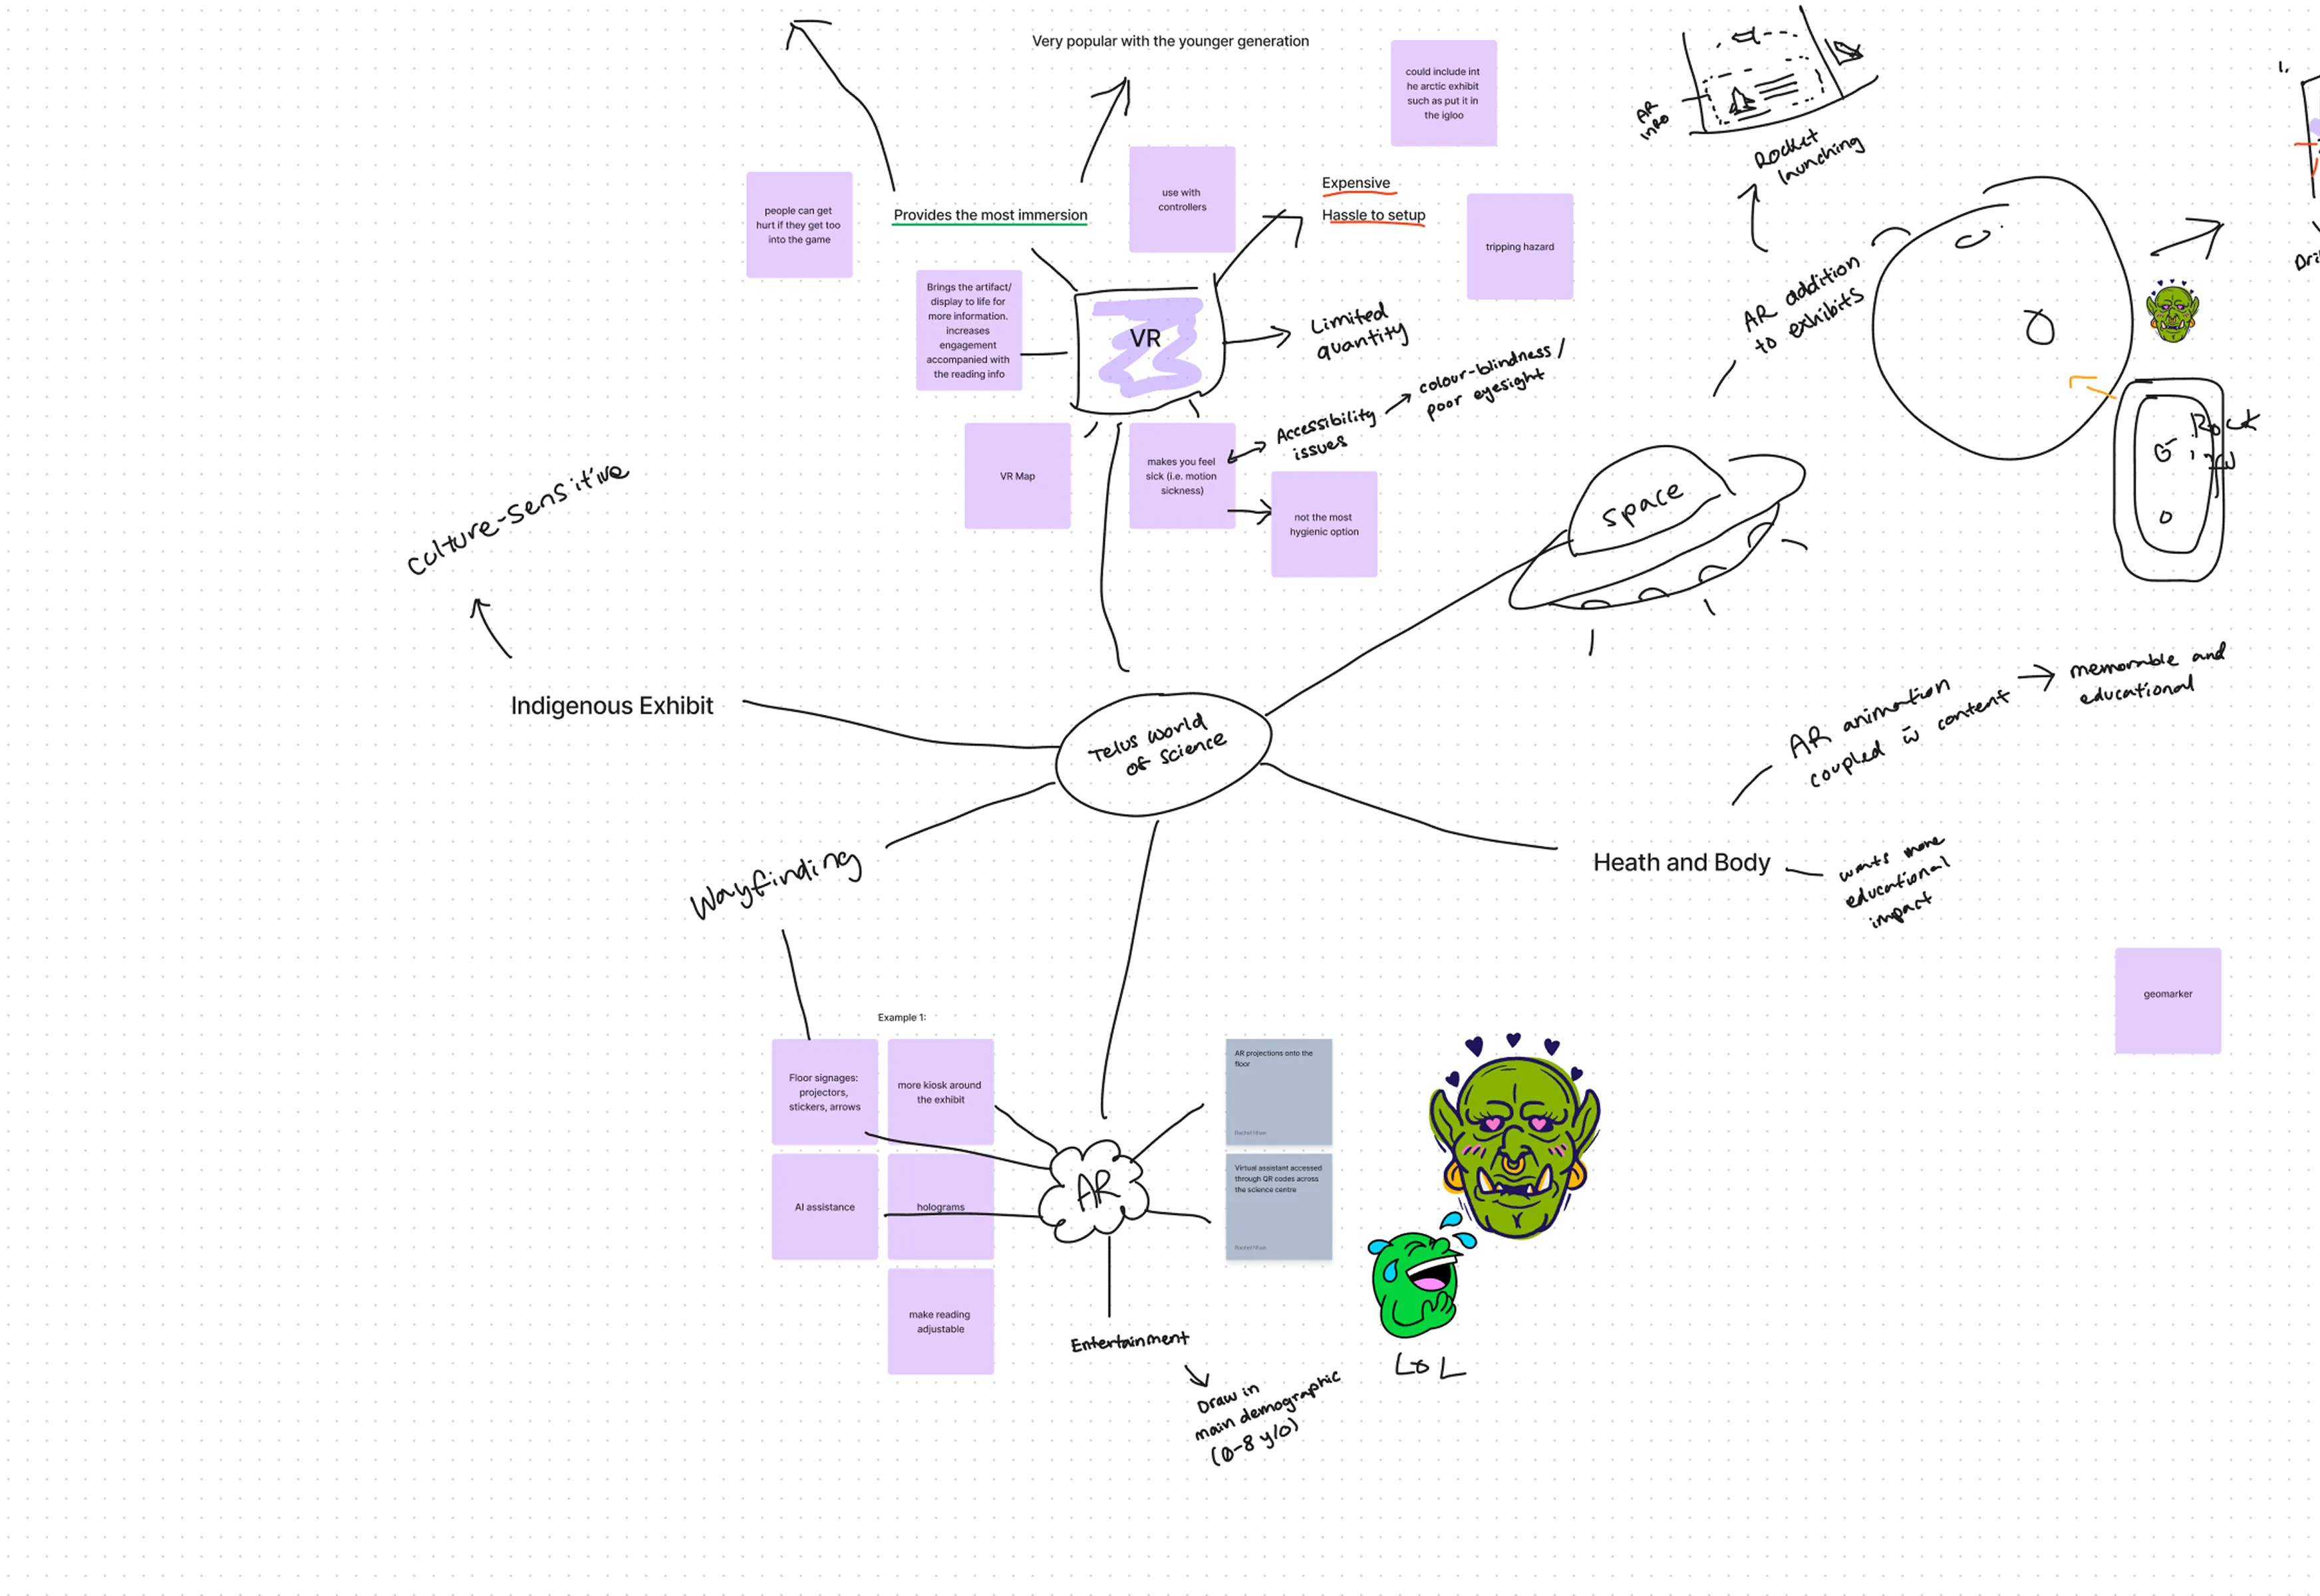 Very popular with the younger generation
could include int
he arctic exhibit
such as put it in
the igloo
AR
info
Rocket
launching
1.
people can get
hurt if they get too
into the game
Provides the most immersion
use with
controllers
Expensive
Hassle to setup
tripping hazard
Brings the artifact/
display to life for
more information.
increases
engagement
accompanied with
the reading info
VR
Limited
quantity
AR addition
to exhibits
VR Map
makes you feel
sick (i.e. motion
sickness)
Accessibility
issues
colour-blindness/
poor eyesight
not the most
hygienic option
Rock
info
space
culture-sensitive
Indigenous Exhibit
Telus World
of Science
AR animation
coupled w content
memorable and
educational
Wayfinding
Heath and Body
wants more
educational
impact
geomarker
Example 1:
Floor signages:
projectors,
stickers, arrows
more kiosk around
the exhibit
AI assistance
holograms
make reading
adjustable
AR
AR projections onto the
floor
Virtual assistant accessed
through QR codes across
the science centre
Entertainment
Draw in
main demographic
(0-8 y/o)
LOL